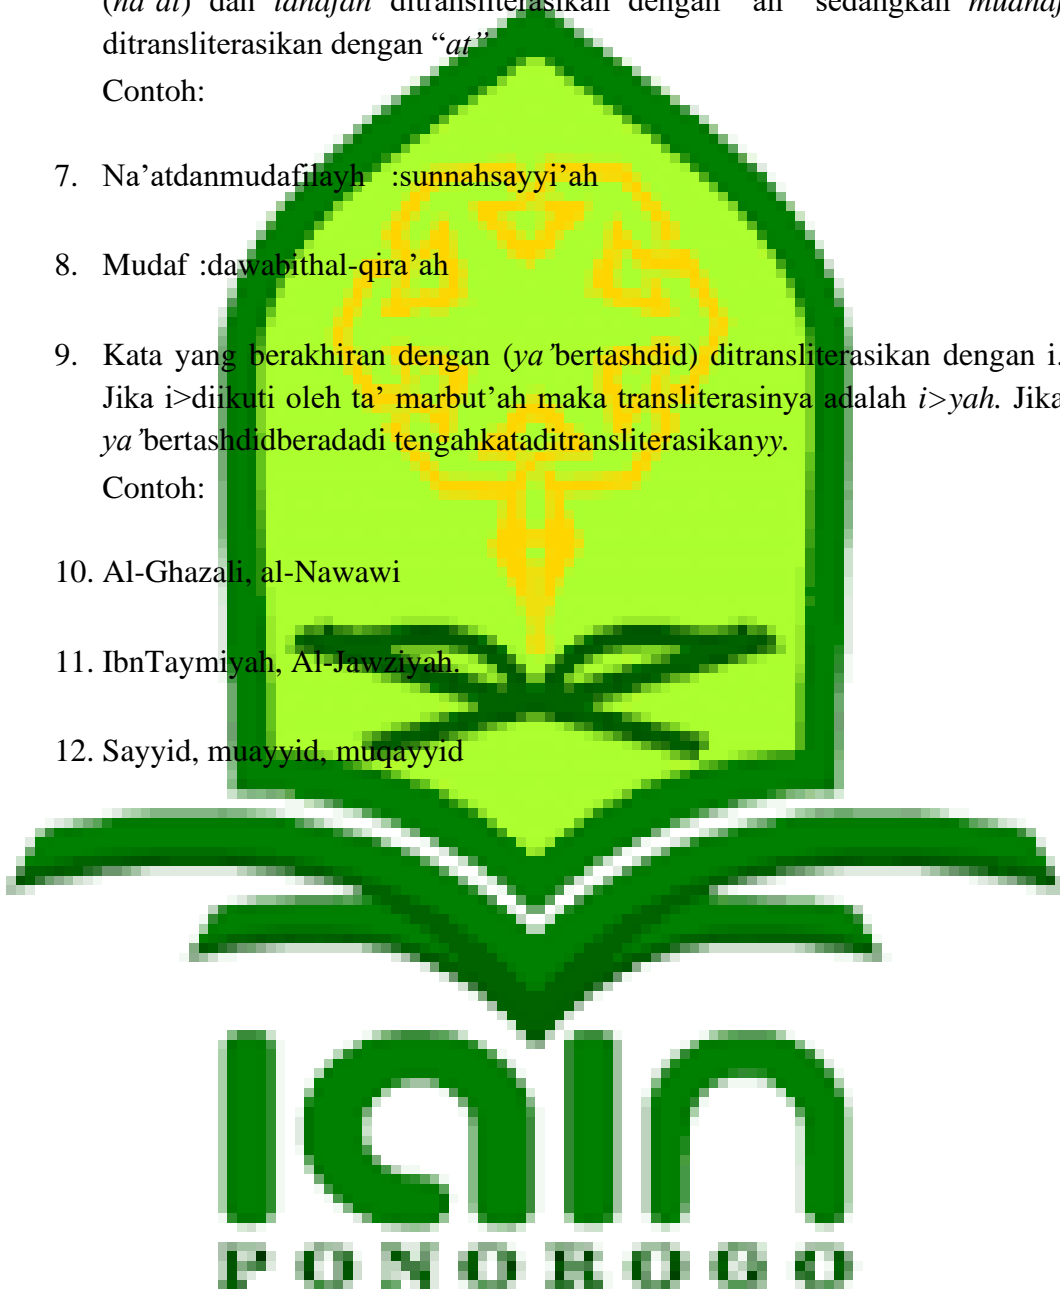 (na'at) dan idhafah ditransliterasikan dengan "ah" sedangkan mudhaf
ditransliterasikan dengan “at”
Contoh:
7. Na’atdanmudafilayh :sunnahsayyi’ah
8. Mudaf :dawabithal-qira’ah
9. Kata yang berakhiran dengan (ya’bertashdid) ditransliterasikan dengan i.
Jika i>diikuti oleh ta’ marbut’ah maka transliterasinya adalah i>yah. Jika
ya’bertashdidberadadi tengahkataditransliterasikanyy.
Contoh:
10. Al-Ghazali, al-Nawawi
11. IbnTaymiyah, Al-Jawziyah.
12. Sayyid, muayyid, muqayyid
IAIN
PONOROGO